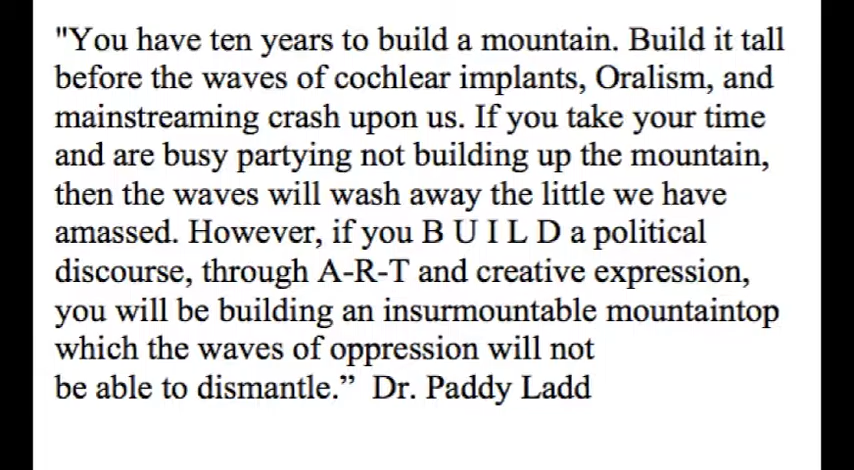 "You have ten years to build a mountain. Build it tall
before the waves of cochlear implants, Oralism, and
mainstreaming crash upon us. If you take your time
and are busy partying not building up the mountain,
then the waves will wash away the little we have
amassed. However, if you B U I L D a political
discourse, through A-R-T and creative expression,
you will be building an insurmountable mountaintop
which the waves of oppression will not
be able to dismantle.”  Dr. Paddy Ladd